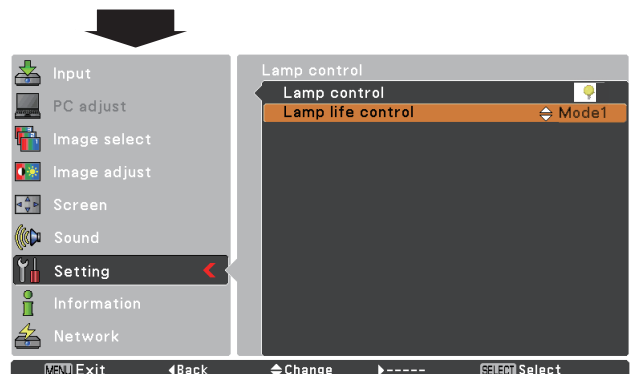 Input
PC adjust
Image select
Image adjust
Screen
Sound
Setting
Information
Network
Lamp control
Lamp control
Lamp life control Mode1
MENU Exit Back Change ----- SELECT Select